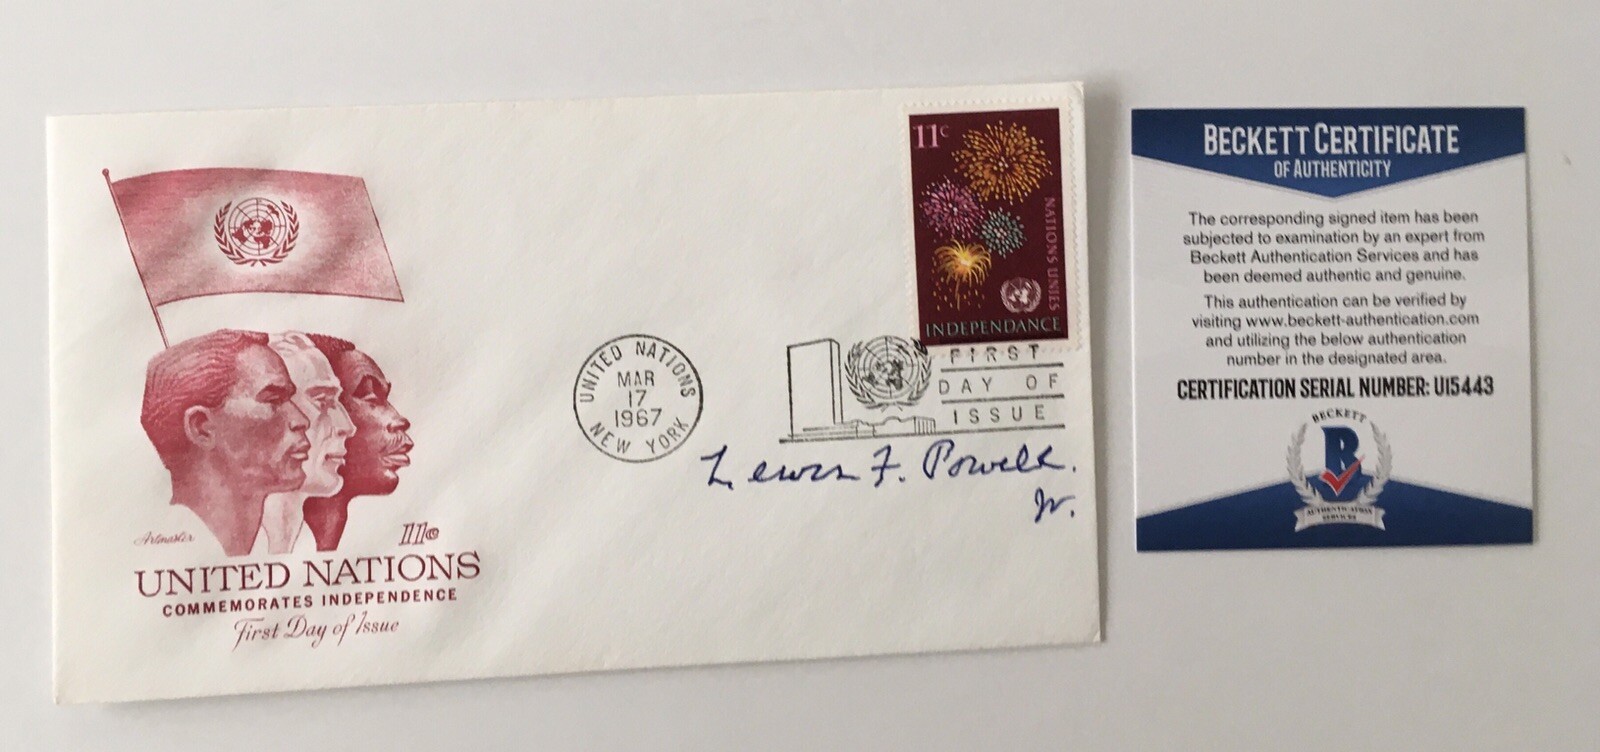 11c
NATIONS UNIES
INDEPENDANCE
UNITED NATIONS
MAR
17
1967
NEW YORK
FIRST
DAY OF
ISSUE
Lewis F. Powell.
Jr.
Artmaster
11c
UNITED NATIONS
COMMEMORATES INDEPENDENCE
First Day of Issue
BECKETT CERTIFICATE
OF AUTHENTICITY
The corresponding signed item has been
subjected to examination by an expert from
Beckett Authentication Services and has
been deemed authentic and genuine.
This authentication can be verified by
visiting www.beckett-authentication.com
and utilizing the below authentication
number in the designated area.
CERTIFICATION SERIAL NUMBER: U15443
BECKETT
B
AUTHENTICATION
SERVICES